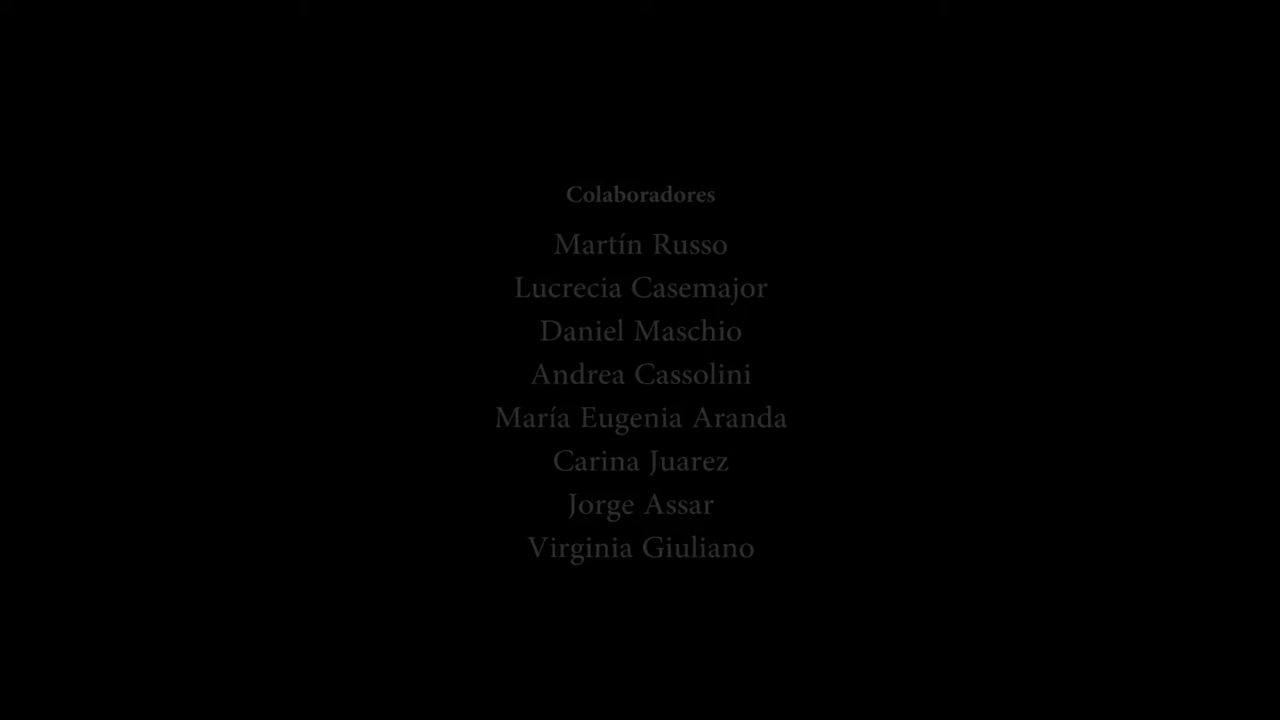 Colaboradores
Martín Russo
Lucrecia Casemajor
Daniel Maschio
Andrea Cassolini
María Eugenia Aranda
Carina Juarez
Jorge Assar
Virginia Giuliano